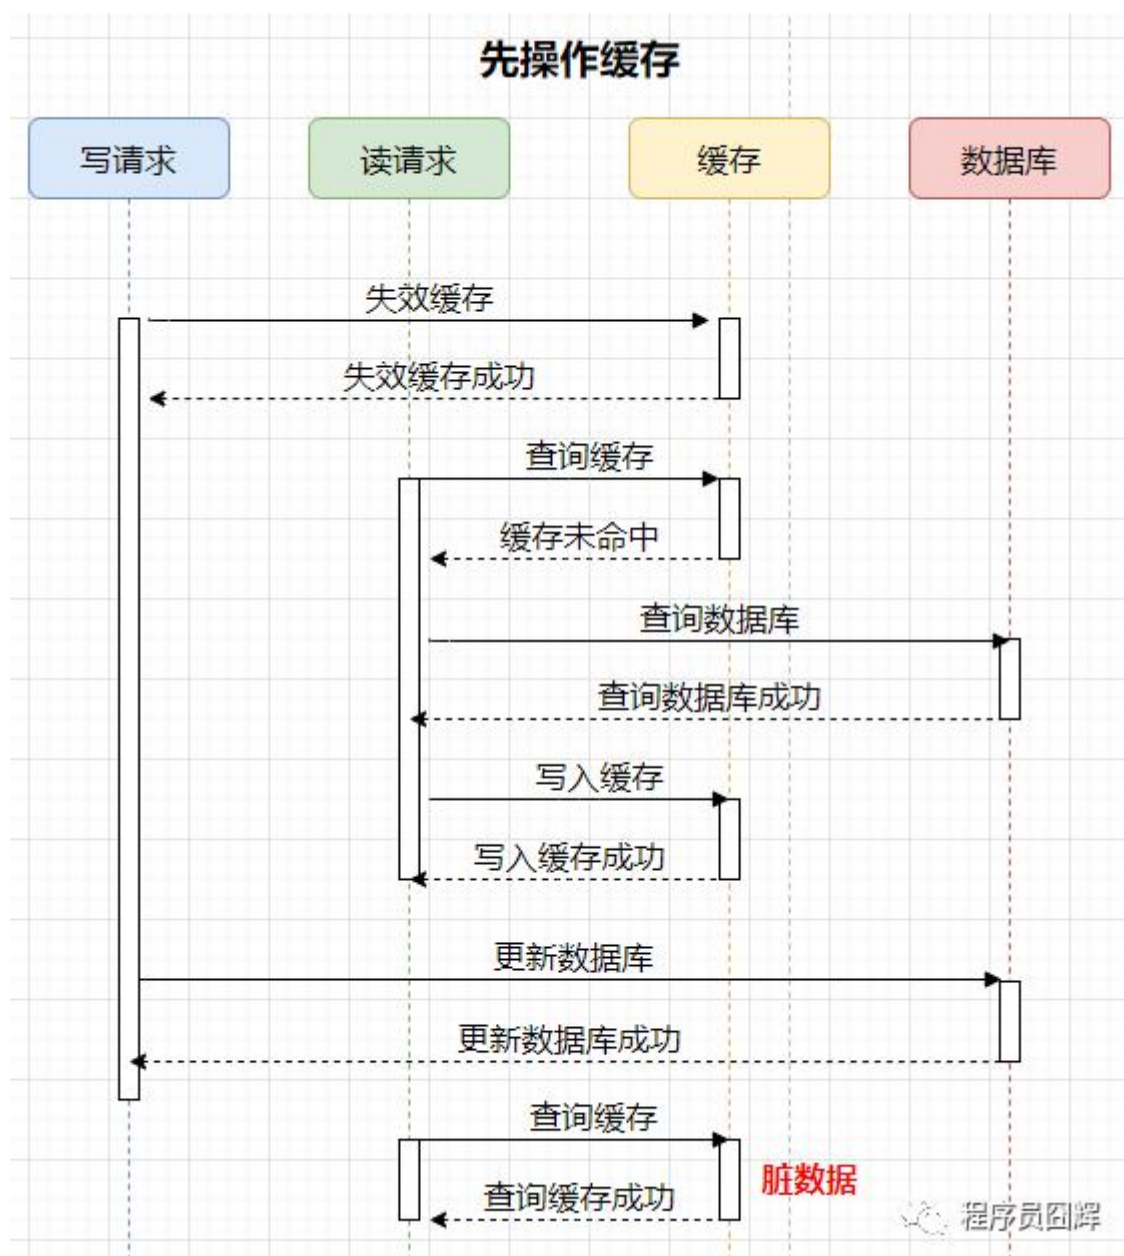 先操作缓存
写请求
读请求
缓存
数据库
失效缓存
失效缓存成功
查询缓存
缓存未命中
查询数据库
查询数据库成功
写入缓存
写入缓存成功
更新数据库
更新数据库成功
查询缓存
脏数据
查询缓存成功
程序员囧辉